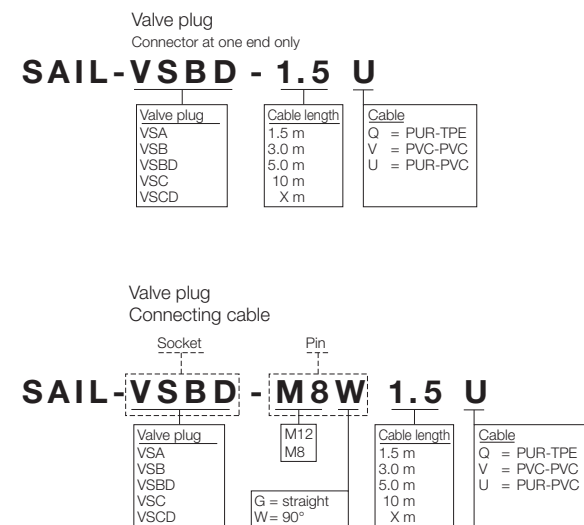 Valve plug
Connector at one end only
SAIL-VSBD - 1.5 U
Valve plug
VSA
VSB
VSBD
VSC
VSCD
Cable length
1.5 m
3.0 m
5.0 m
10 m
X m
Cable
Q = PUR-TPE
V = PVC-PVC
U = PUR-PVC
Valve plug
Connecting cable
Socket
Pin
SAIL-VSBD - M8W 1.5 U
Valve plug
VSA
VSB
VSBD
VSC
VSCD
M12
M8
G = straight
W= 90°
Cable length
1.5 m
3.0 m
5.0 m
10 m
X m
Cable
Q = PUR-TPE
V = PVC-PVC
U = PUR-PVC